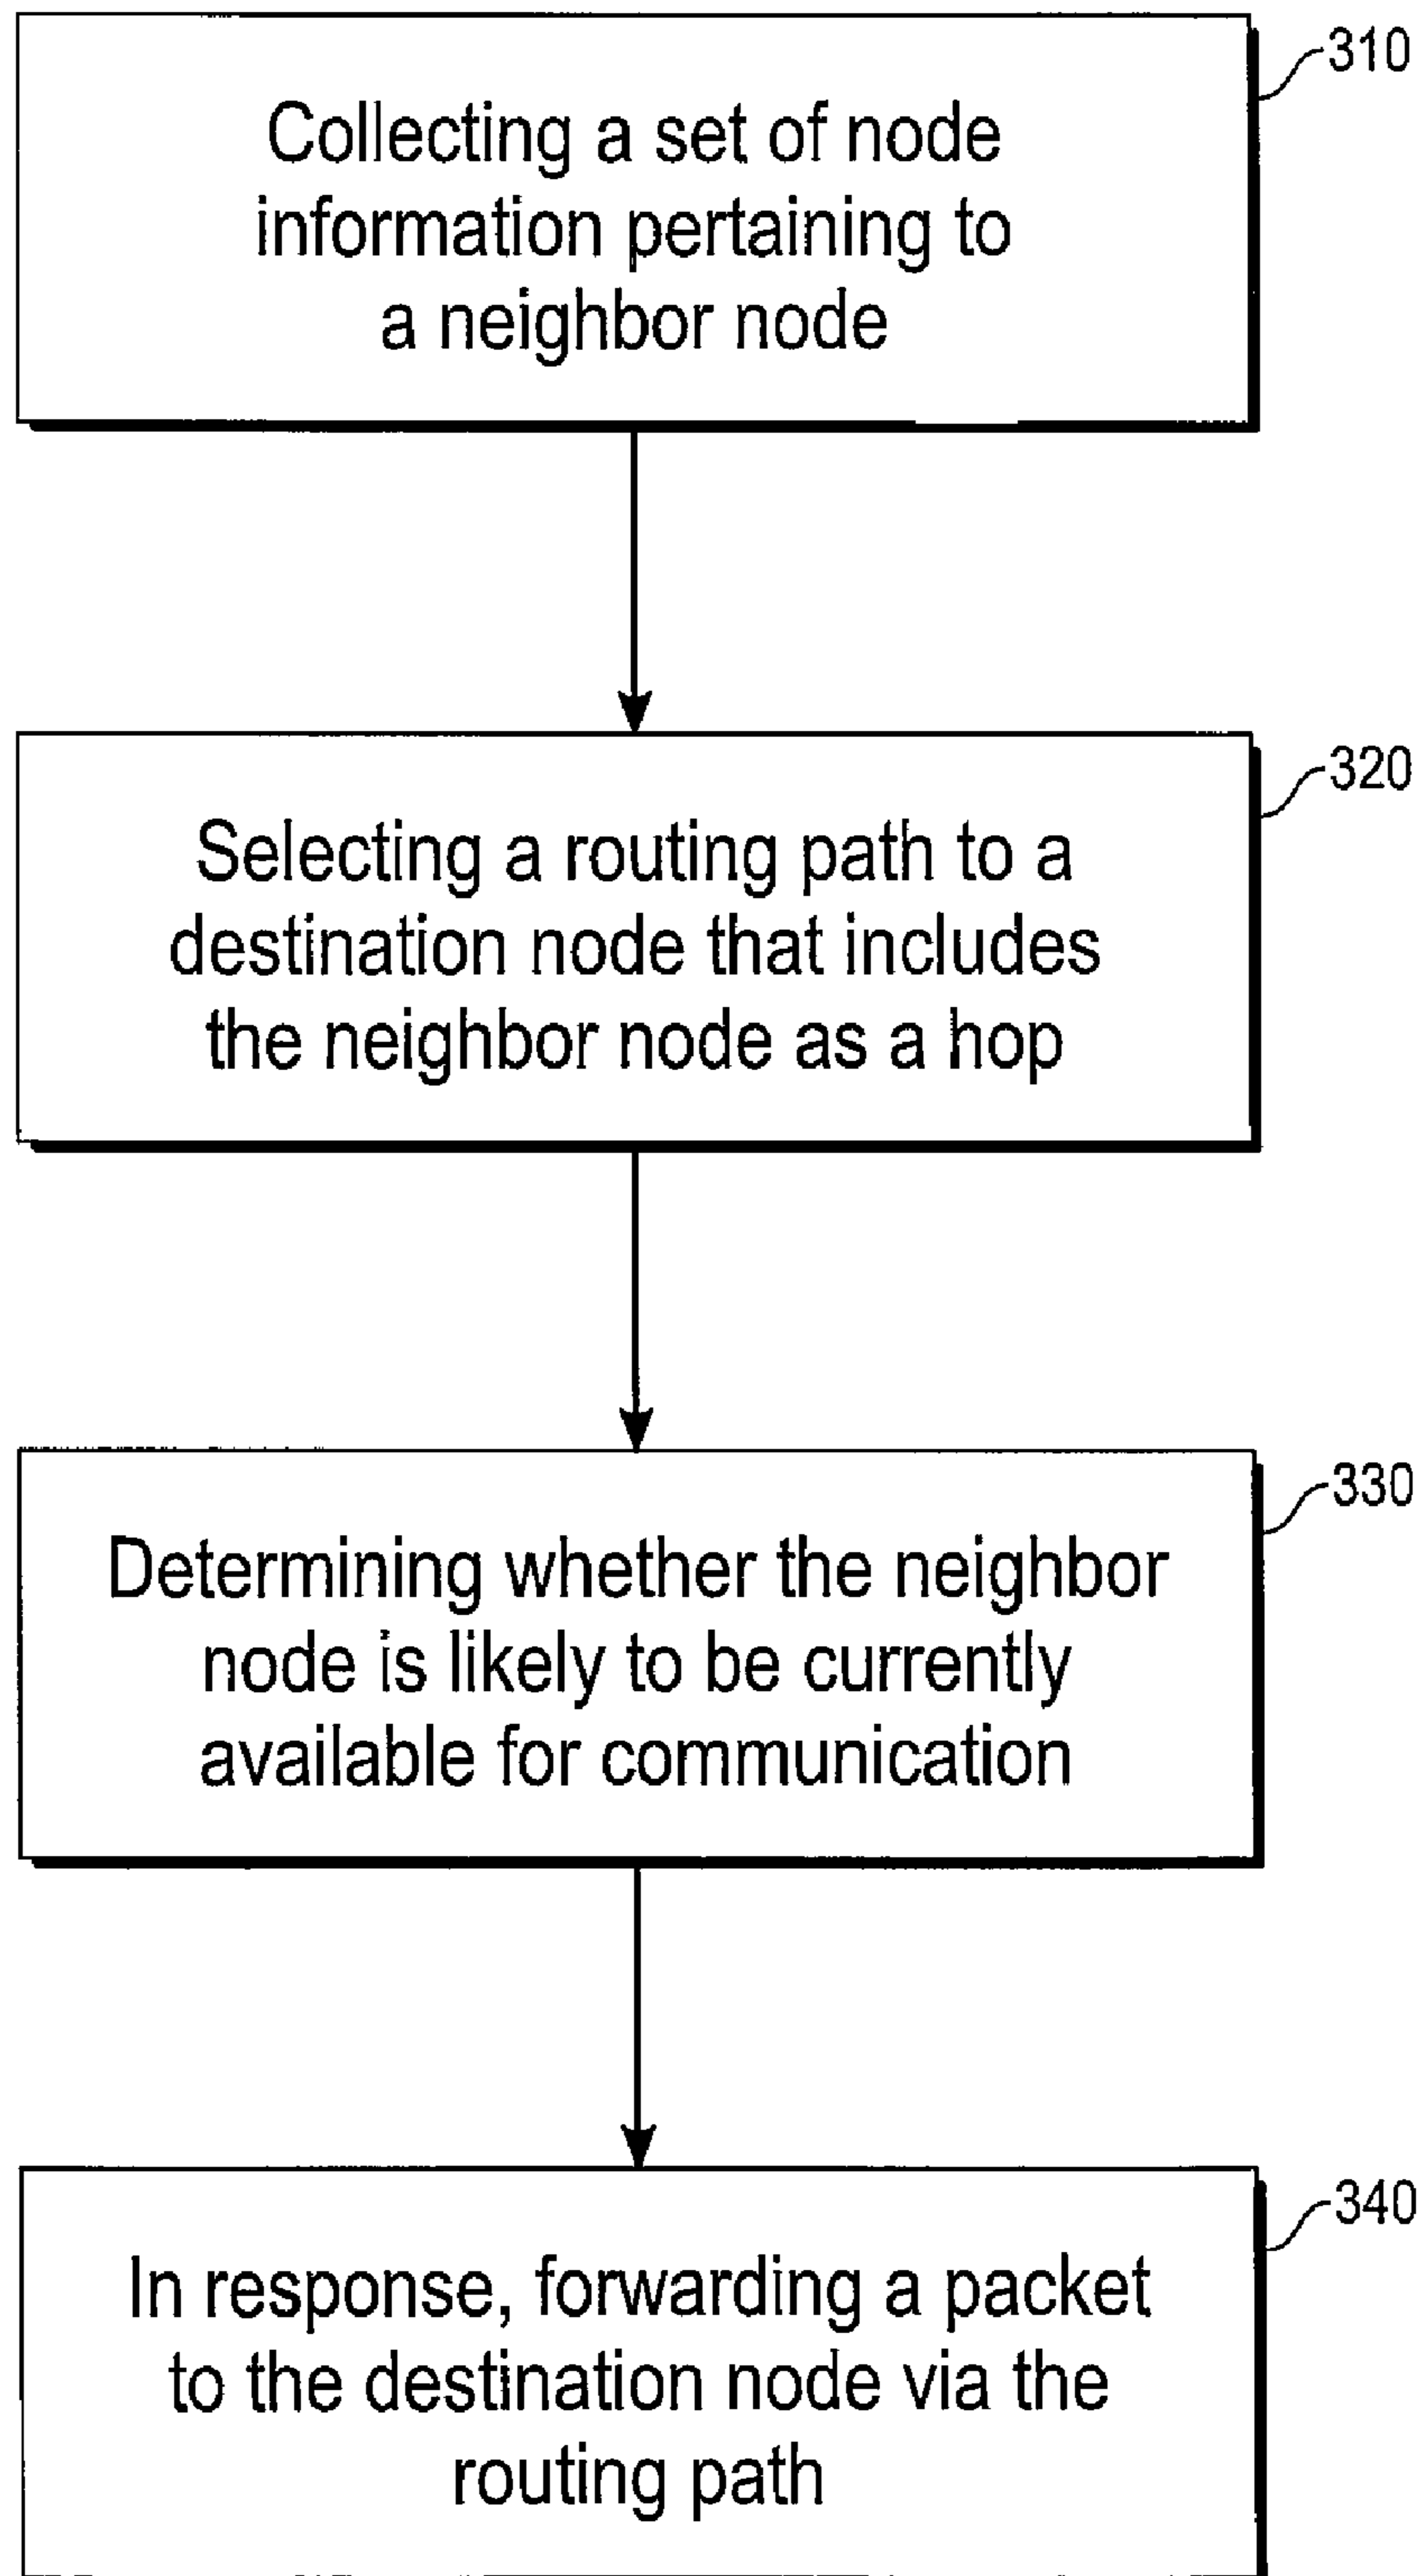 310
Collecting a set of node
information pertaining to
a neighbor node
320
Selecting a routing path to a
destination node that includes
the neighbor node as a hop
330
Determining whether the neighbor
node is likely to be currently
available for communication
340
In response, forwarding a packet
to the destination node via the
routing path